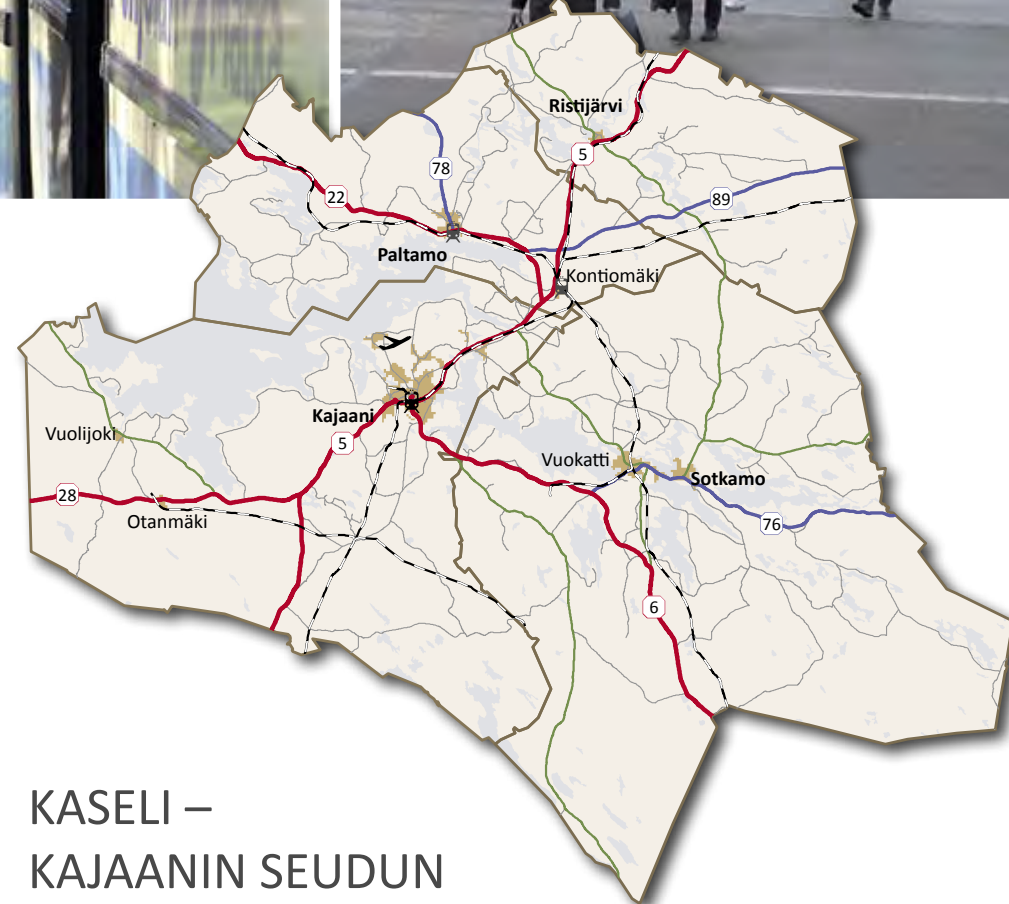 Ristijärvi
5
78
22
89
Paltamo
Kontiomäki
Kajaani
5
Vuolijoki
Vuokatti
Sotkamo
28
Otanmäki
76
6
KASELI –
KAJAANIN SEUDUN